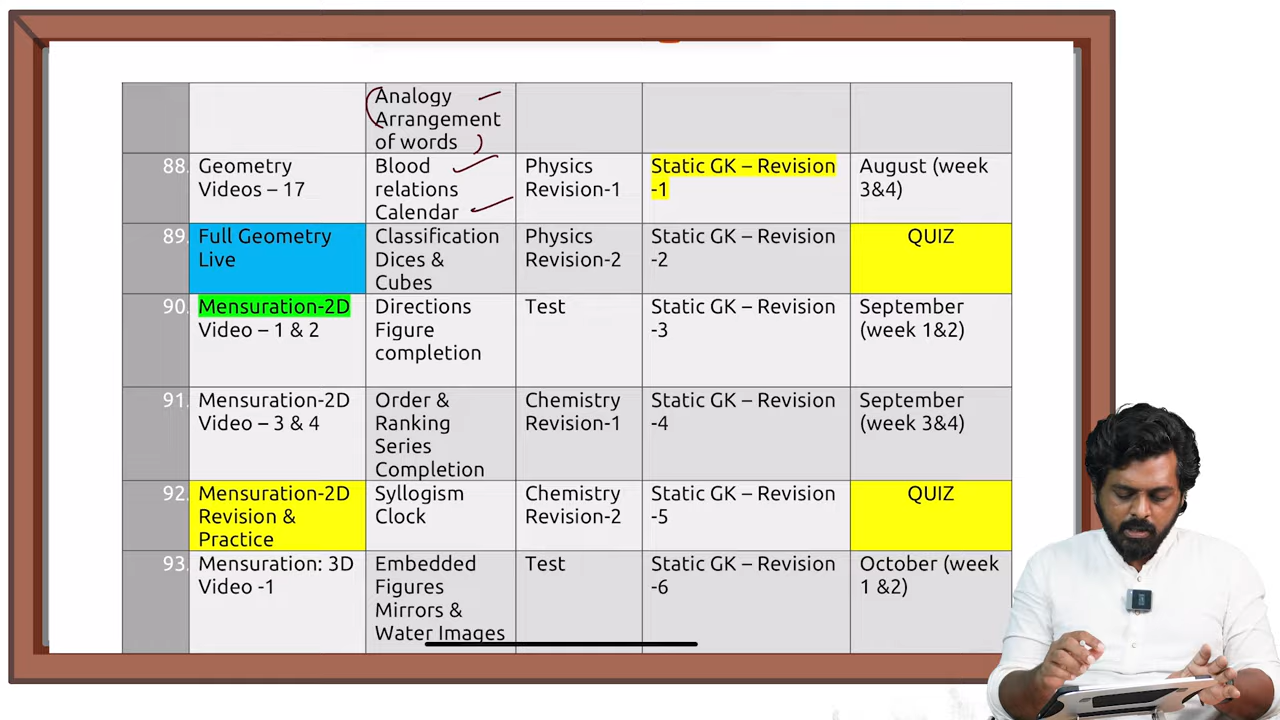 Analogy
Arrangement
of words
88.
Geometry
Videos – 17
Blood
relations
Calendar
Physics
Revision-1
Static GK – Revision
-1
August (week
3&4)
89.
Full Geometry
Live
Classification
Dices &
Cubes
Physics
Revision-2
Static GK – Revision
-2
QUIZ
90.
Mensuration-2D
Video – 1 & 2
Directions
Figure
completion
Test
Static GK – Revision
-3
September
(week 1&2)
91.
Mensuration-2D
Video – 3 & 4
Order &
Ranking
Series
Completion
Chemistry
Revision-1
Static GK – Revision
-4
September
(week 3&4)
92.
Mensuration-2D
Revision &
Practice
Syllogism
Clock
Chemistry
Revision-2
Static GK – Revision
-5
QUIZ
93.
Mensuration: 3D
Video -1
Embedded
Figures
Mirrors &
Water Images
Test
Static GK – Revision
-6
October (week
1 &2)